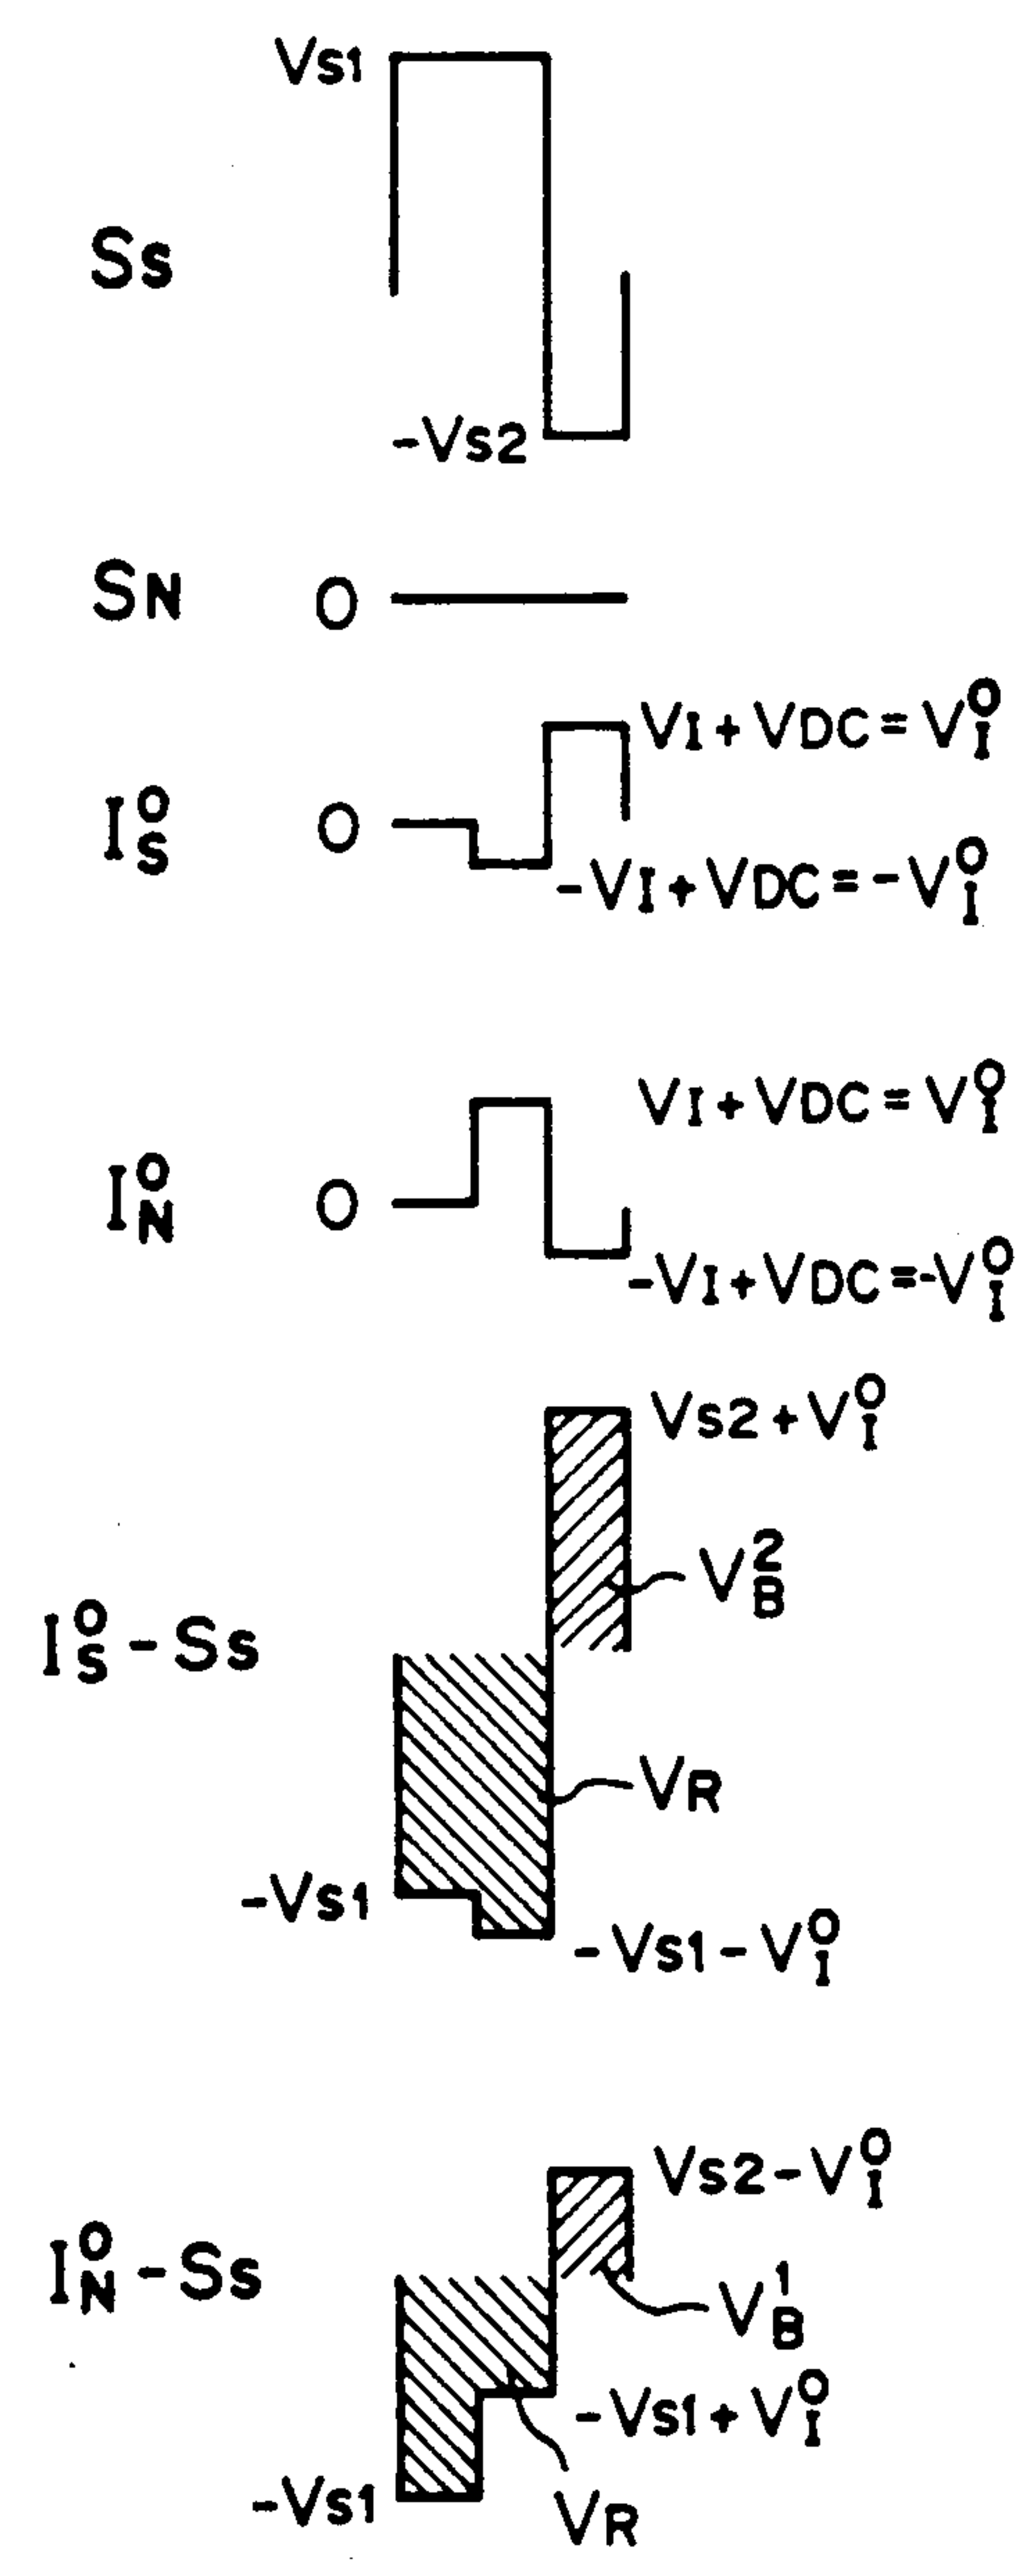 Vs1
Ss
-Vs2
SN
0
VI + VDC = V⁰I
I⁰S
0
-VI + VDC = -V⁰I
VI + VDC = V⁰I
I⁰N
0
-VI + VDC =-V⁰I
Vs2 + V⁰I
V²B
I⁰S - Ss
VR
-Vs1
-Vs1 - V⁰I
Vs2 - V⁰I
I⁰N - Ss
V¹B
-Vs1 + V⁰I
-Vs1
VR